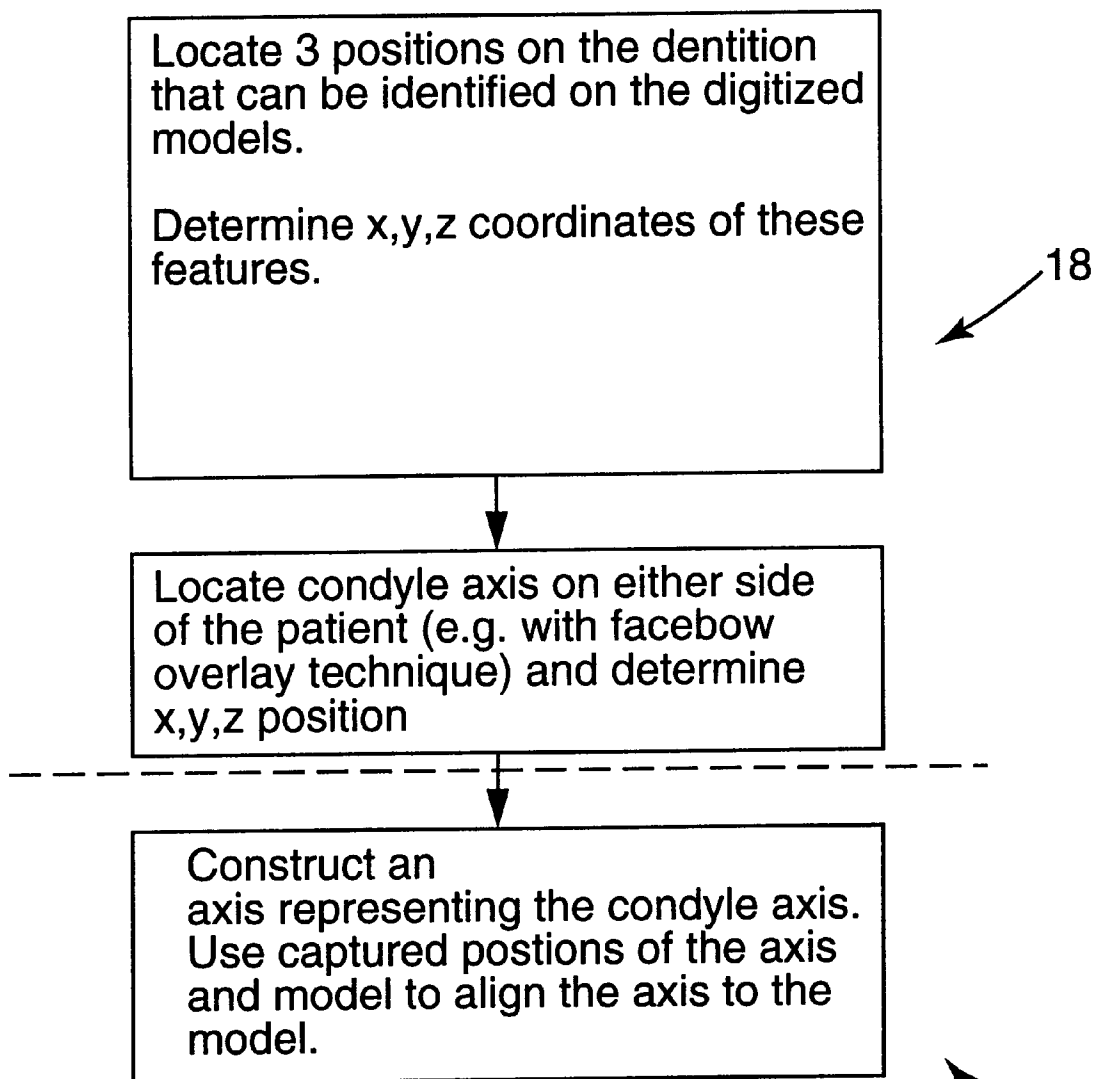 Locate 3 positions on the dentition
that can be identified on the digitized
models.
Determine x,y,z coordinates of these
features.
18
Locate condyle axis on either side
of the patient (e.g. with facebow
overlay technique) and determine
x,y,z position
Construct an
axis representing the condyle axis.
Use captured postions of the axis
and model to align the axis to the
model.